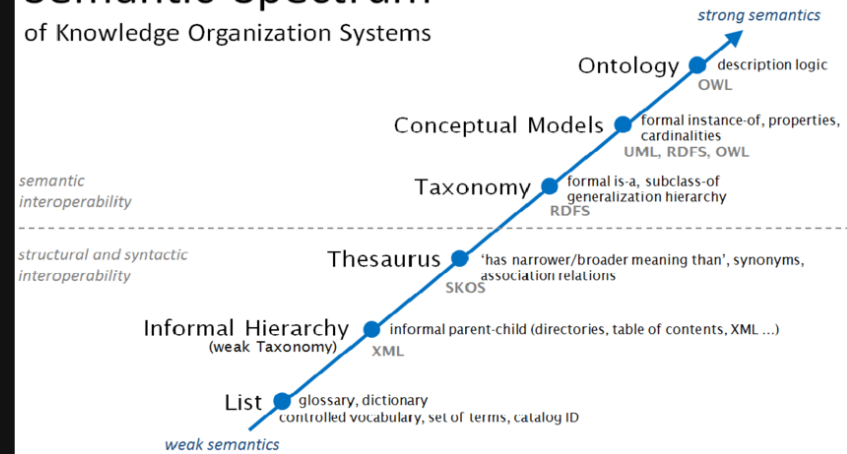 Semantic Spectrum
of Knowledge Organization Systems
strong semantics
Ontology
description logic
OWL
Conceptual Models
formal instance-of, properties,
cardinalities
UML, RDFS, OWL
semantic
interoperability
Taxonomy
formal is-a, subclass-of
generalization hierarchy
RDFS
structural and syntactic
interoperability
Thesaurus
‘has narrower/broader meaning than’, synonyms,
association relations
SKOS
Informal Hierarchy
(weak Taxonomy)
informal parent-child (directories, table of contents, XML ...)
XML
List
glossary, dictionary
controlled vocabulary, set of terms, catalog ID
weak semantics